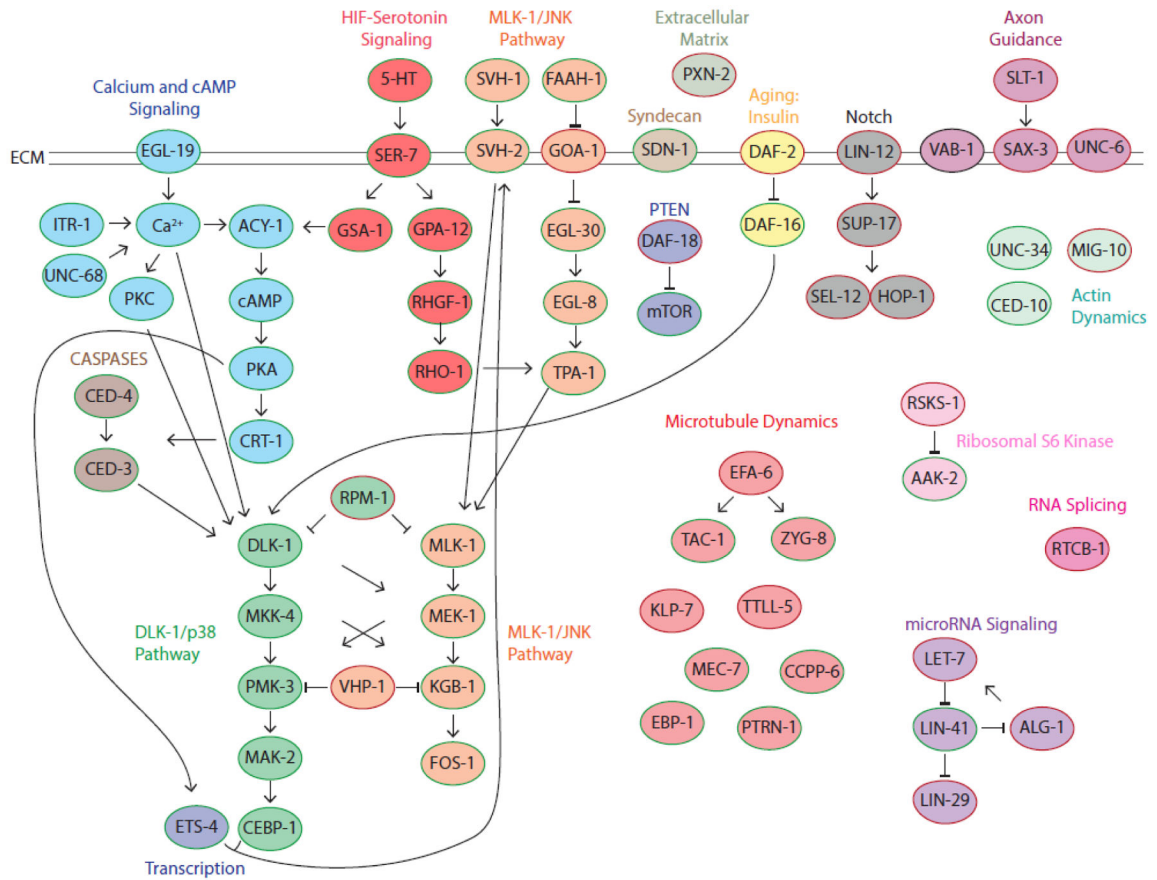 HIF-Serotonin
Signaling
MLK-1/JNK
Pathway
Extracellular
Matrix
Axon
Guidance
5-HT
SVH-1
FAAH-1
PXN-2
SLT-1
Calcium and cAMP
Signaling
Syndecan
Aging:
Insulin
Notch
ECM
EGL-19
SER-7
SVH-2
GOA-1
SDN-1
DAF-2
LIN-12
VAB-1
SAX-3
UNC-6
ITR-1
Ca2+
ACY-1
GSA-1
GPA-12
EGL-30
PTEN
DAF-18
DAF-16
SUP-17
UNC-34
MIG-10
UNC-68
PKC
cAMP
RHGF-1
EGL-8
mTOR
SEL-12
HOP-1
CED-10
Actin
Dynamics
CASPASES
PKA
RHO-1
TPA-1
CED-4
CRT-1
CED-3
Microtubule Dynamics
RSKS-1
Ribosomal S6 Kinase
AAK-2
EFA-6
RPM-1
RNA Splicing
DLK-1
MLK-1
TAC-1
ZYG-8
RTCB-1
MKK-4
MEK-1
KLP-7
TTLL-5
DLK-1/p38
Pathway
MLK-1/JNK
Pathway
microRNA Signaling
PMK-3
VHP-1
KGB-1
MEC-7
CCPP-6
LET-7
EBP-1
PTRN-1
LIN-41
ALG-1
MAK-2
FOS-1
LIN-29
ETS-4
CEBP-1
Transcription